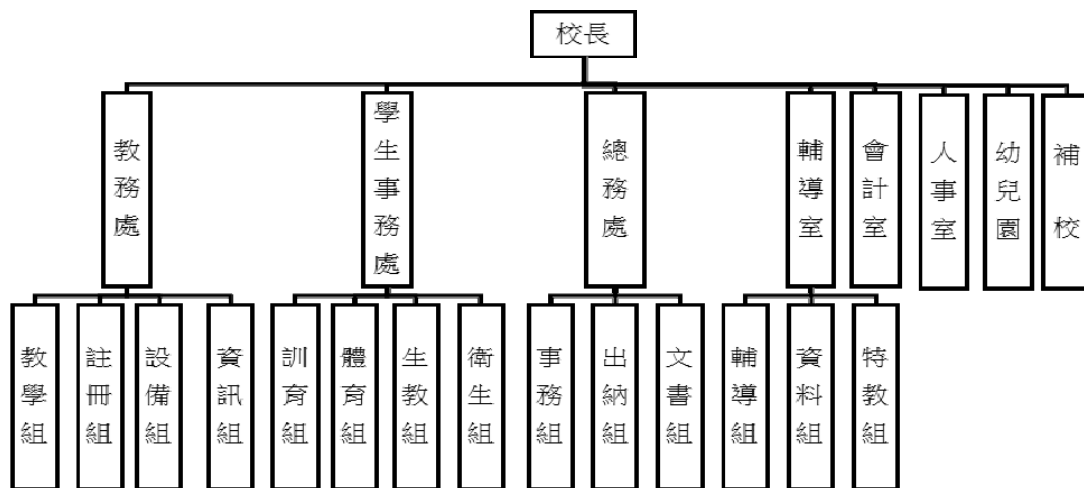 校長
教務處
學生事務處
總務處
輔導室
會計室
人事室
幼兒園
補校
教學組
註冊組
設備組
資訊組
訓育組
體育組
生教組
衛生組
事務組
出納組
文書組
輔導組
資料組
特教組